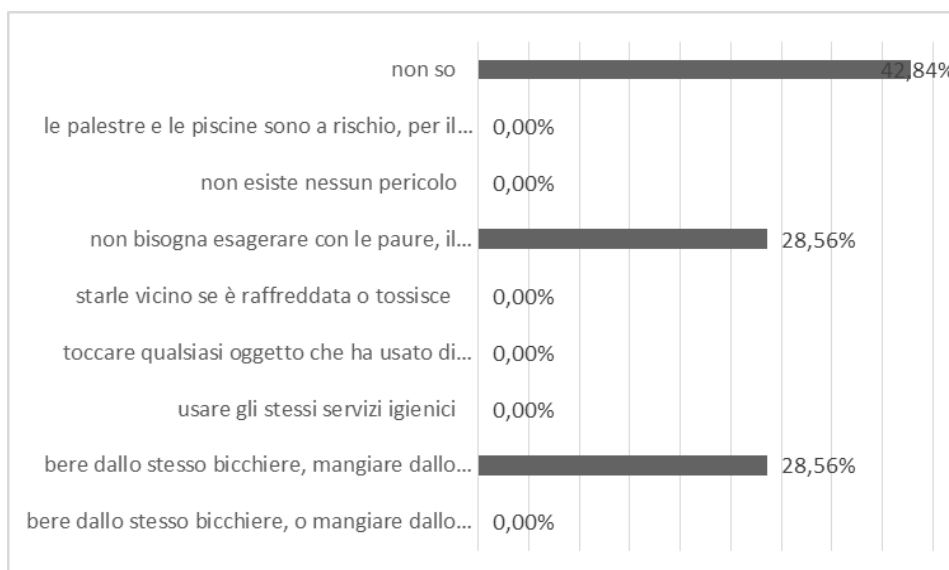 non so 42,84%
le palestre e le piscine sono a rischio, per il... 0,00%
non esiste nessun pericolo 0,00%
non bisogna esagerare con le paure, il... 28,56%
starle vicino se è raffreddata o tossisce 0,00%
toccare qualsiasi oggetto che ha usato di... 0,00%
usare gli stessi servizi igienici 0,00%
bere dallo stesso bicchiere, mangiare dallo... 28,56%
bere dallo stesso bicchiere, o mangiare dallo... 0,00%